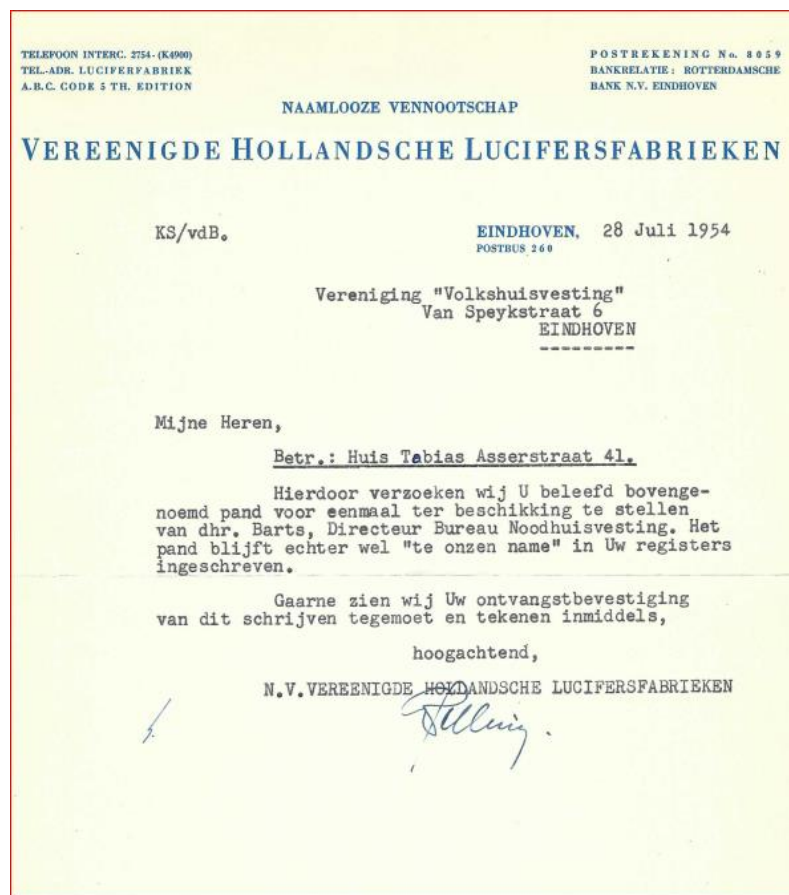 TELEFOON INTERC. 2754 - (K4900)
TEL.-ADR. LUCIFERFABRIEK
A.B.C. CODE 5 TH. EDITION
POSTREKENING No. 8059
BANKRELATIE: ROTTERDAMSCHE
BANK N.V. EINDHOVEN
NAAMLOOZE VENNOOTSCHAP
VEREENIGDE HOLLANDSCHE LUCIFERSFABRIEKEN
KS/vdB.
EINDHOVEN, 28 Juli 1954
POSTBUS 260
Vereniging "Volkshuisvesting"
Van Speykstraat 6
EINDHOVEN
---------
Mijne Heren,
Betr.: Huis Tobias Asserstraat 41.
Hierdoor verzoeken wij U beleefd bovenge-
noemd pand voor eenmaal ter beschikking te stellen
van dhr. Barts, Directeur Bureau Noodhuisvesting. Het
pand blijft echter wel "te onzen name" in Uw registers
ingeschreven.
Gaarne zien wij Uw ontvangstbevestiging
van dit schrijven tegemoet en tekenen inmiddels,
hoogachtend,
N.V.VEREENIGDE HOLLANDSCHE LUCIFERSFABRIEKEN